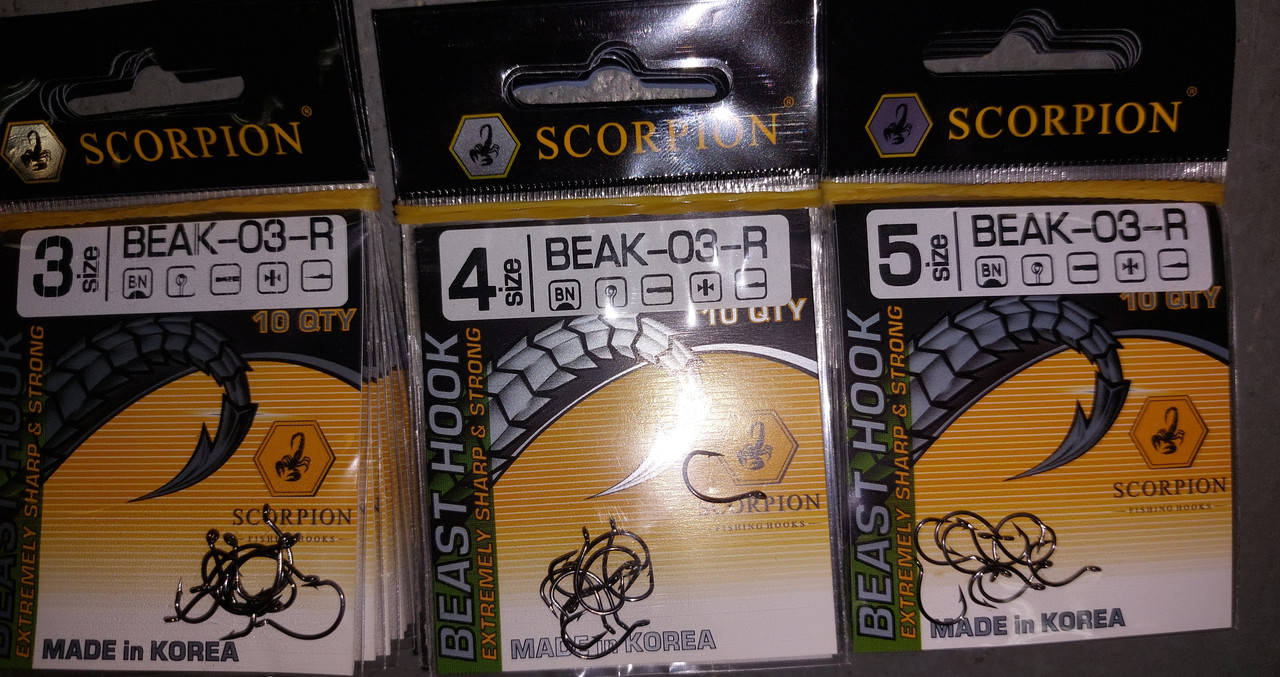 SCORPION®
3 size
BEAK-03-R
BN
10 QTY
BEAST HOOK
EXTREMELY SHARP & STRONG
SCORPION
- FISHING HOOKS -
MADE in KOREA
SCORPION®
4 size
BEAK-03-R
BN
10 QTY
BEAST HOOK
EXTREMELY SHARP & STRONG
SCORPION
- FISHING HOOKS -
MADE in KOREA
SCORPION®
5 size
BEAK-03-R
BN
10 QTY
BEAST HOOK
EXTREMELY SHARP & STRONG
SCORPION
- FISHING HOOKS -
MADE in KOREA